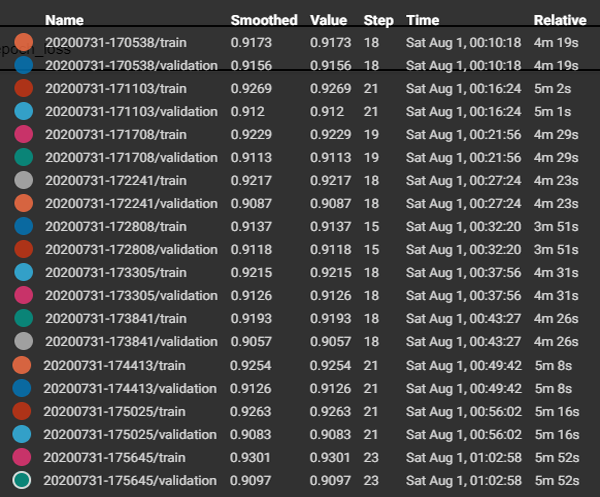 Name Smoothed Value Step Time Relative
epoch_loss
20200731-170538/train 0.9173 0.9173 18 Sat Aug 1, 00:10:18 4m 19s
20200731-170538/validation 0.9156 0.9156 18 Sat Aug 1, 00:10:18 4m 19s
20200731-171103/train 0.9269 0.9269 21 Sat Aug 1, 00:16:24 5m 2s
20200731-171103/validation 0.912 0.912 21 Sat Aug 1, 00:16:24 5m 1s
20200731-171708/train 0.9229 0.9229 19 Sat Aug 1, 00:21:56 4m 29s
20200731-171708/validation 0.9113 0.9113 19 Sat Aug 1, 00:21:56 4m 29s
20200731-172241/train 0.9217 0.9217 18 Sat Aug 1, 00:27:24 4m 23s
20200731-172241/validation 0.9087 0.9087 18 Sat Aug 1, 00:27:24 4m 23s
20200731-172808/train 0.9137 0.9137 15 Sat Aug 1, 00:32:20 3m 51s
20200731-172808/validation 0.9118 0.9118 15 Sat Aug 1, 00:32:20 3m 51s
20200731-173305/train 0.9215 0.9215 18 Sat Aug 1, 00:37:56 4m 31s
20200731-173305/validation 0.9126 0.9126 18 Sat Aug 1, 00:37:56 4m 31s
20200731-173841/train 0.9193 0.9193 18 Sat Aug 1, 00:43:27 4m 26s
20200731-173841/validation 0.9057 0.9057 18 Sat Aug 1, 00:43:27 4m 26s
20200731-174413/train 0.9254 0.9254 21 Sat Aug 1, 00:49:42 5m 8s
20200731-174413/validation 0.9126 0.9126 21 Sat Aug 1, 00:49:42 5m 8s
20200731-175025/train 0.9263 0.9263 21 Sat Aug 1, 00:56:02 5m 16s
20200731-175025/validation 0.9083 0.9083 21 Sat Aug 1, 00:56:02 5m 16s
20200731-175645/train 0.9301 0.9301 23 Sat Aug 1, 01:02:58 5m 52s
20200731-175645/validation 0.9097 0.9097 23 Sat Aug 1, 01:02:58 5m 52s